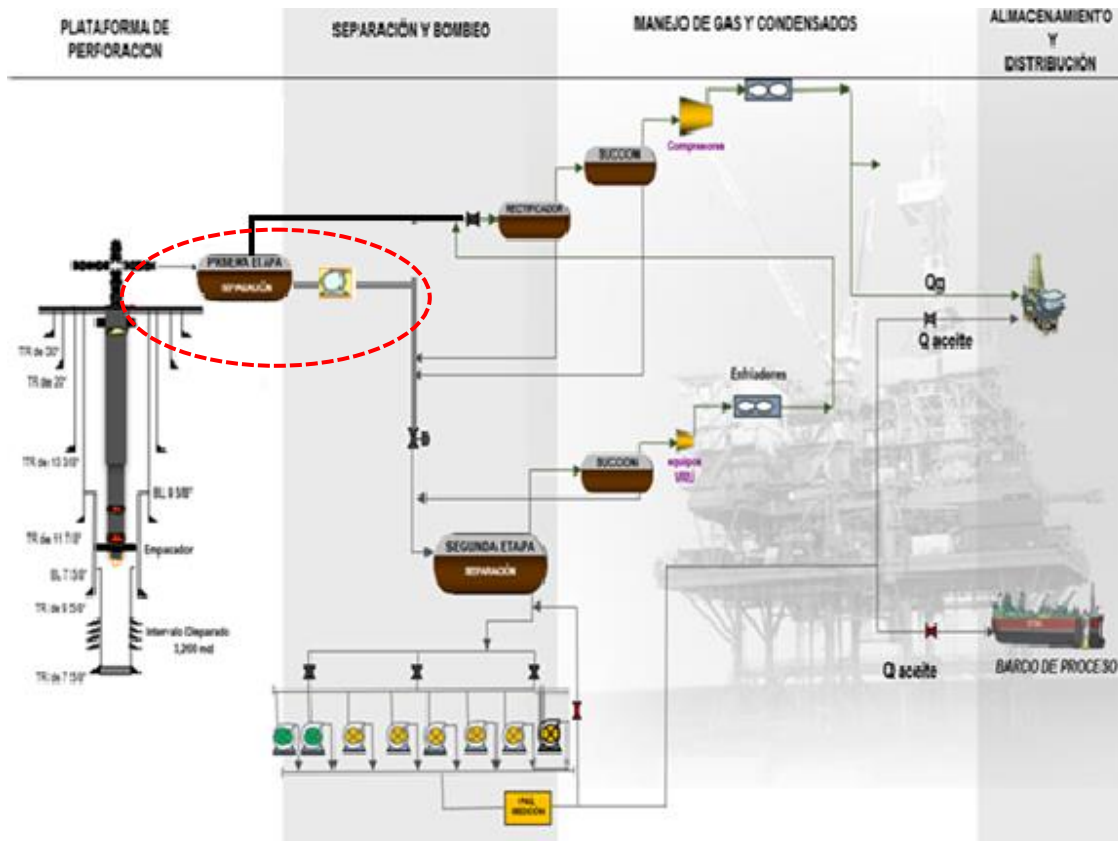 PLATAFORMA DE
PERFORACION
SEPARACIÓN Y BOMBEO
MANEJO DE GAS Y CONDENSADOS
ALMACENAMIENTO
Y
DISTRIBUCIÓN
SUCCION
Compresores
RECTIFICADOR
PRIMERA ETAPA
SEPARACIÓN
Qg
Q aceite
TR de 30"
TR de 20"
TR de 13 3/8"
BL 9 5/8"
TR de 11 7/8"
Empacador
BL 7 5/8"
TR. de 9 5/8"
Intervalo Disparado
TR. de 7 5/8"
Enfriadores
SUCCION
equipos
B
SEGUNDA ETAPA
SEPARACIÓN
Q aceite
BARCO DE PROCESO
MEDICION